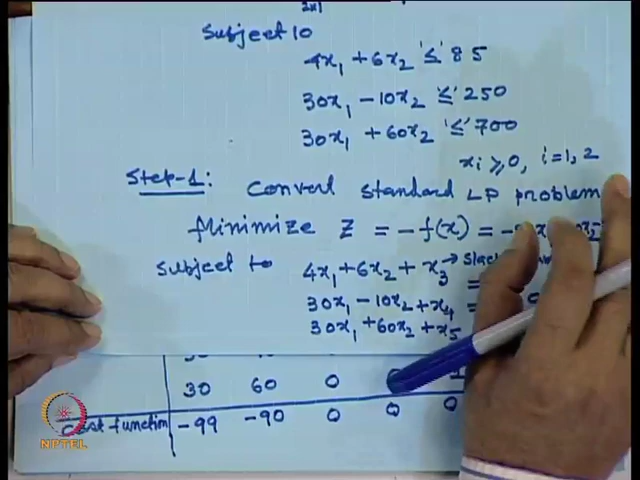 2x1
Subject to
4x₁ + 6x₂ ≤ 85
30x₁ - 10x₂ ≤ 250
30x₁ + 60x₂ ≤ 700
xᵢ ≥ 0, i = 1, 2
Step-1: Convert standard LP problem
Minimize Z = -f(x) = -
Subject to 4x₁ + 6x₂ + x₃ → Slac =
30x₁ - 10x₂ + x₄ =
30x₁ + 60x₂ + x₅
30 60 0
Cost function -99 -90 0 0 0
NPTEL